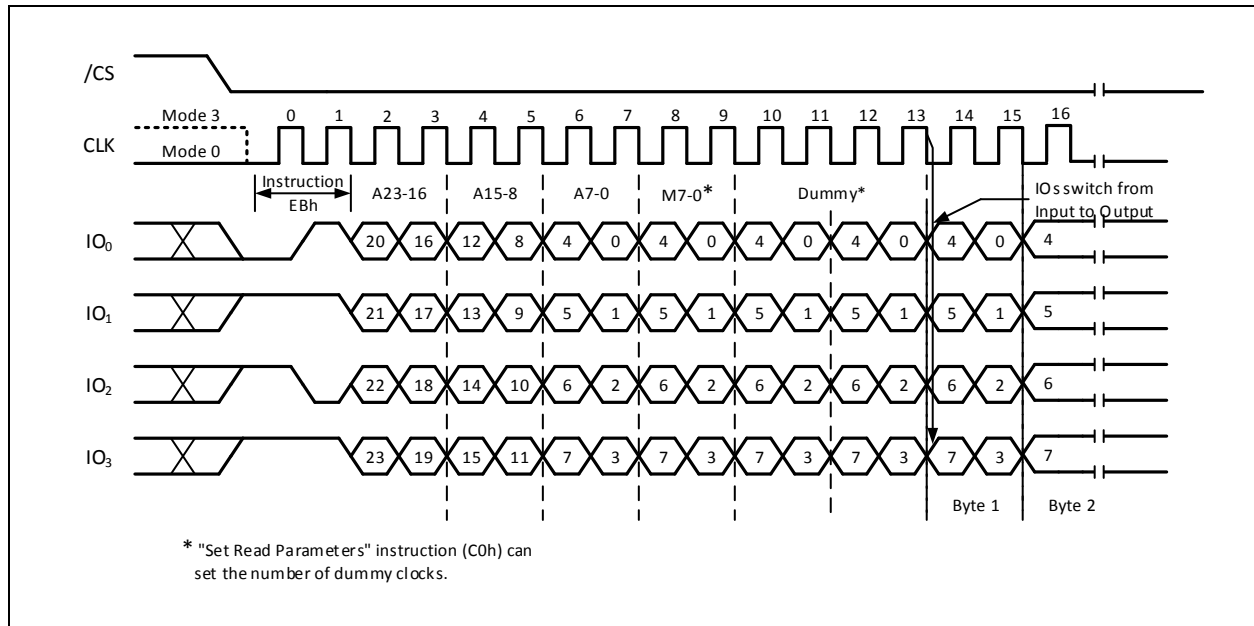 /CS
Mode 3 0 1 2 3 4 5 6 7 8 9 10 11 12 13 14 15 16
CLK Mode 0
Instruction A23-16 A15-8 A7-0 M7-0* Dummy* IOs switch from
EBh Input to Output
IO₀ 20 16 12 8 4 0 4 0 4 0 4 0 4 0 4
IO₁ 21 17 13 9 5 1 5 1 5 1 5 1 5 1 5
IO₂ 22 18 14 10 6 2 6 2 6 2 6 2 6 2 6
IO₃ 23 19 15 11 7 3 7 3 7 3 7 3 7 3 7
Byte 1 Byte 2
* "Set Read Parameters" instruction (C0h) can
set the number of dummy clocks.